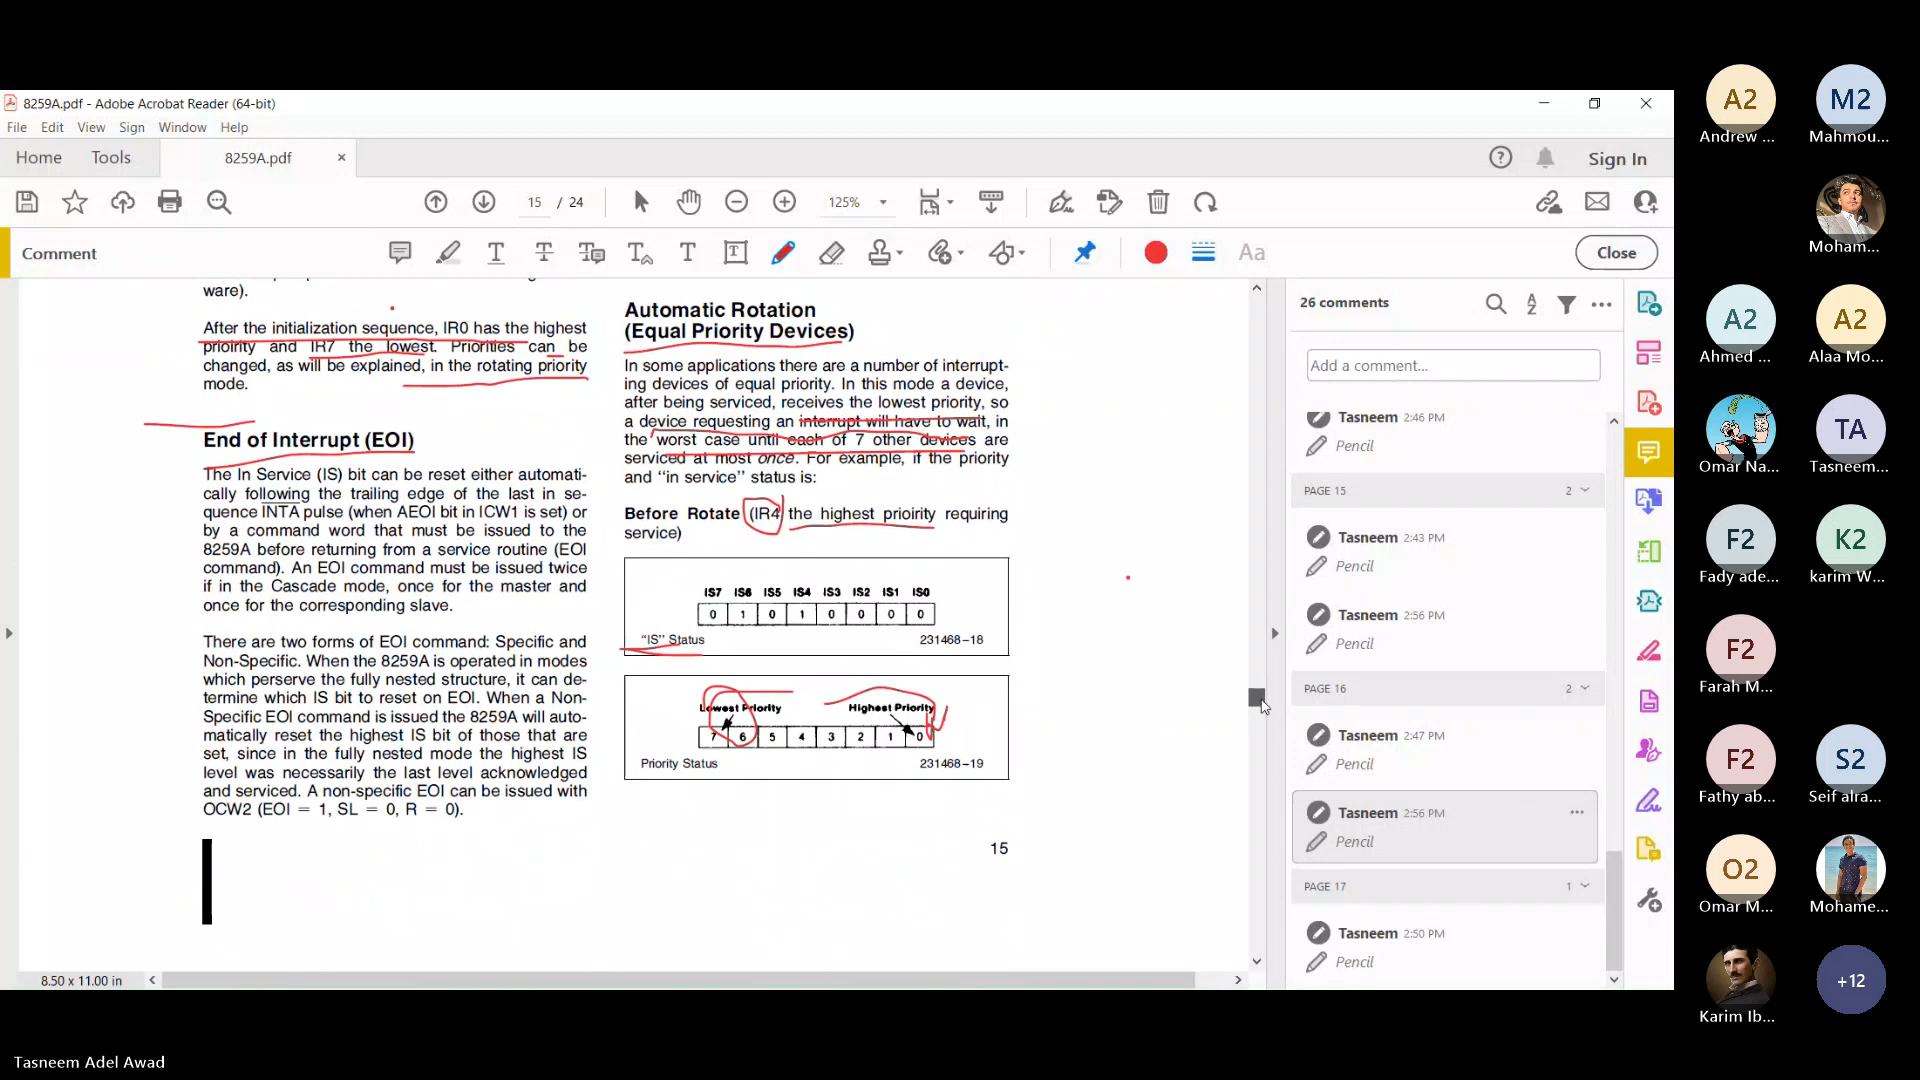 8259A.pdf - Adobe Acrobat Reader (64-bit)
File Edit View Sign Window Help
Home Tools 8259A.pdf Sign In
15 / 24 125%
Comment Close
ware).
After the initialization sequence, IR0 has the highest
prioirity and IR7 the lowest. Priorities can be
changed, as will be explained, in the rotating priority
mode.
End of Interrupt (EOI)
The In Service (IS) bit can be reset either automati-
cally following the trailing edge of the last in se-
quence INTA pulse (when AEOI bit in ICW1 is set) or
by a command word that must be issued to the
8259A before returning from a service routine (EOI
command). An EOI command must be issued twice
if in the Cascade mode, once for the master and
once for the corresponding slave.
There are two forms of EOI command: Specific and
Non-Specific. When the 8259A is operated in modes
which perserve the fully nested structure, it can de-
termine which IS bit to reset on EOI. When a Non-
Specific EOI command is issued the 8259A will auto-
matically reset the highest IS bit of those that are
set, since in the fully nested mode the highest IS
level was necessarily the last level acknowledged
and serviced. A non-specific EOI can be issued with
OCW2 (EOI = 1, SL = 0, R = 0).
Automatic Rotation
(Equal Priority Devices)
In some applications there are a number of interrupt-
ing devices of equal priority. In this mode a device,
after being serviced, receives the lowest priority, so
a device requesting an interrupt will have to wait, in
the worst case until each of 7 other devices are
serviced at most once. For example, if the priority
and "in service" status is:
Before Rotate (IR4 the highest prioirity requiring
service)
IS7 IS6 IS5 IS4 IS3 IS2 IS1 IS0
0 1 0 1 0 0 0 0
"IS" Status 231468-18
Lowest Priority Highest Priority
7 6 5 4 3 2 1 0
Priority Status 231468-19
15
8.50 x 11.00 in
26 comments
Add a comment...
Tasneem 2:46 PM
Pencil
PAGE 15 2
Tasneem 2:43 PM
Pencil
Tasneem 2:56 PM
Pencil
PAGE 16 2
Tasneem 2:47 PM
Pencil
Tasneem 2:56 PM
Pencil
PAGE 17 1
Tasneem 2:50 PM
Pencil
A2 M2
Andrew ... Mahmou...
Moham...
A2 A2
Ahmed ... Alaa Mo...
TA
Omar Na... Tasneem...
F2 K2
Fady ade... karim W...
F2
Farah M...
F2 S2
Fathy ab... Seif alra...
O2
Omar M... Mohame...
+12
Karim Ib...
Tasneem Adel Awad